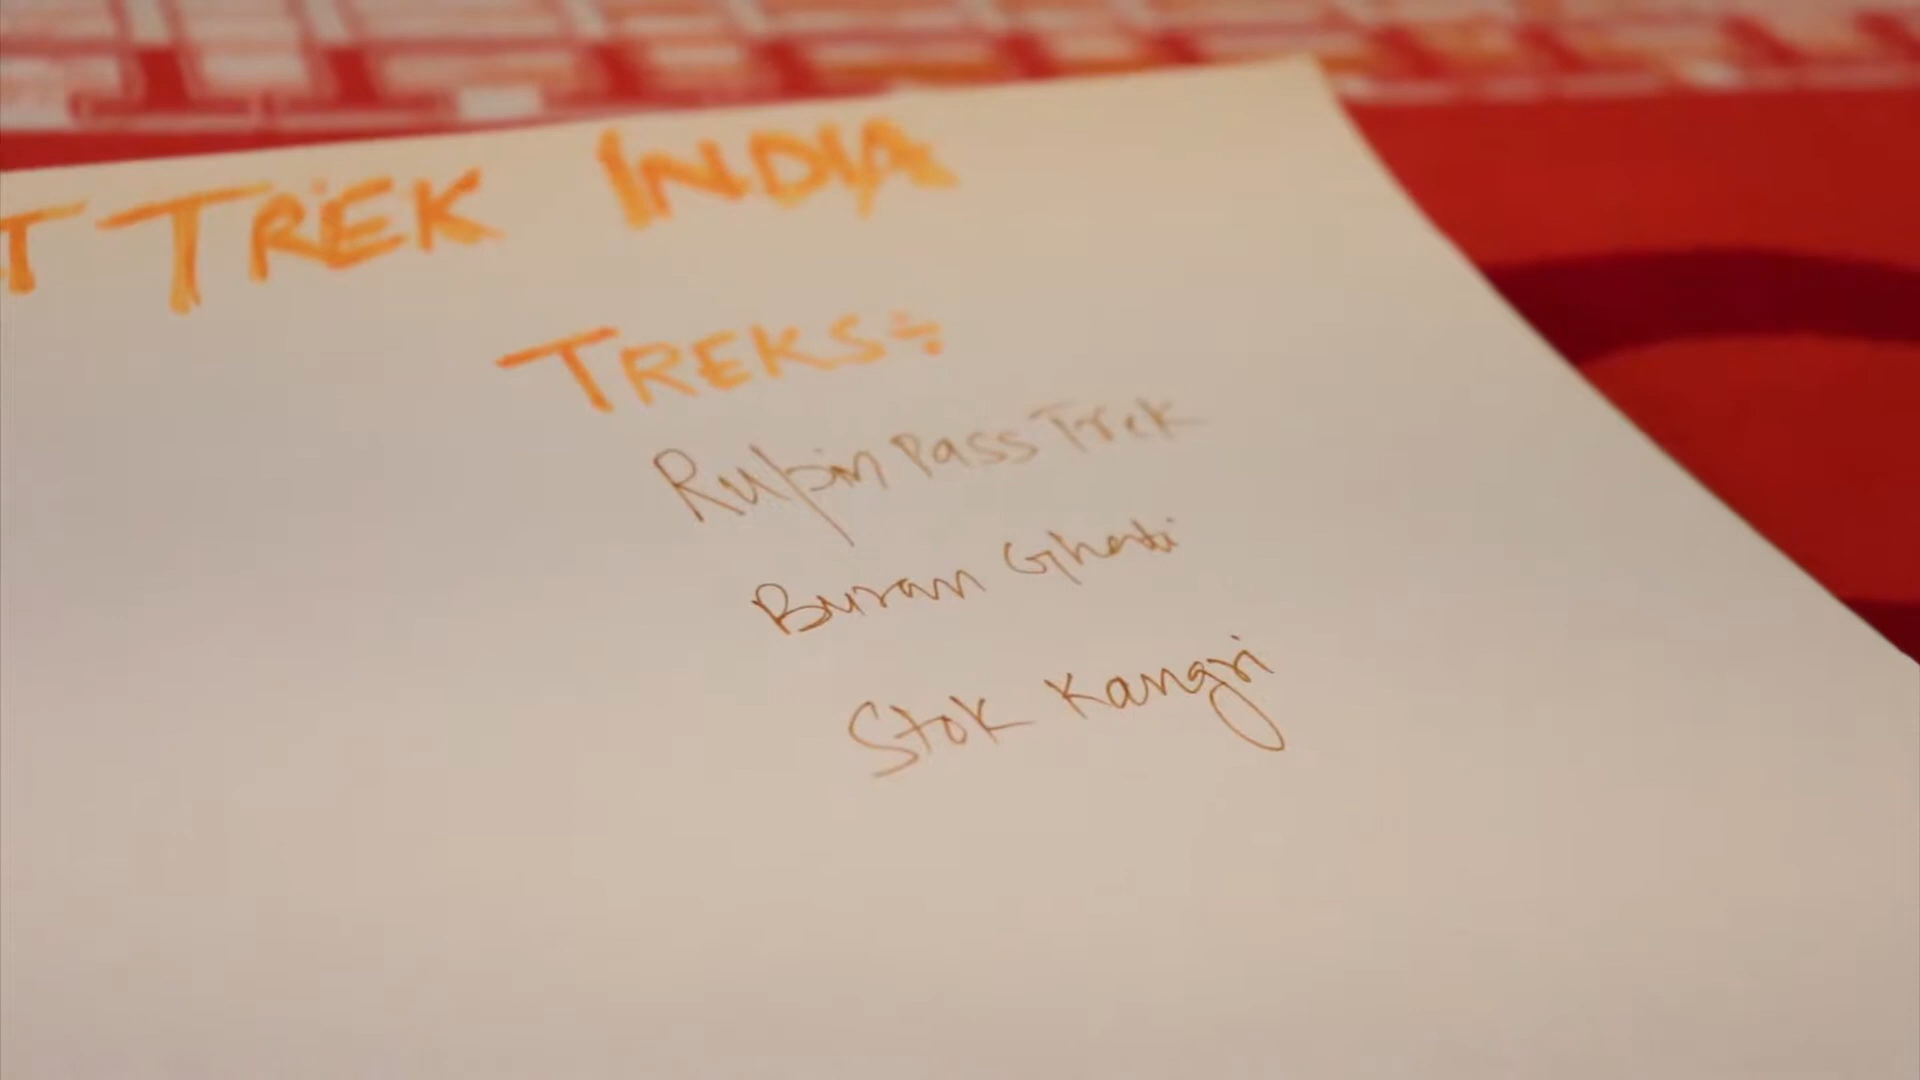 T TREK INDIA
TREKS:-
Rupin Pass Trek
Buran Ghati
Stok Kangri